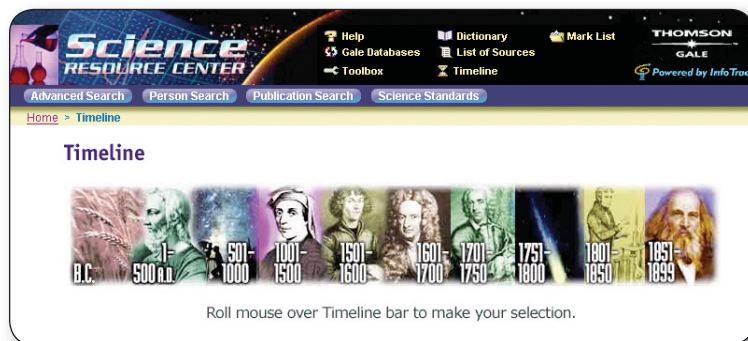 Science
RESOURCE CENTER
Help
Gale Databases
Toolbox
Dictionary
List of Sources
Timeline
Mark List
THOMSON
GALE
Powered by InfoTrac
Advanced Search
Person Search
Publication Search
Science Standards
Home > Timeline
Timeline
B.C.
1-
500 A.D.
501-
1000
1001-
1500
1501-
1600
1601-
1700
1701-
1750
1751-
1800
1801-
1850
1851-
1899
Roll mouse over Timeline bar to make your selection.